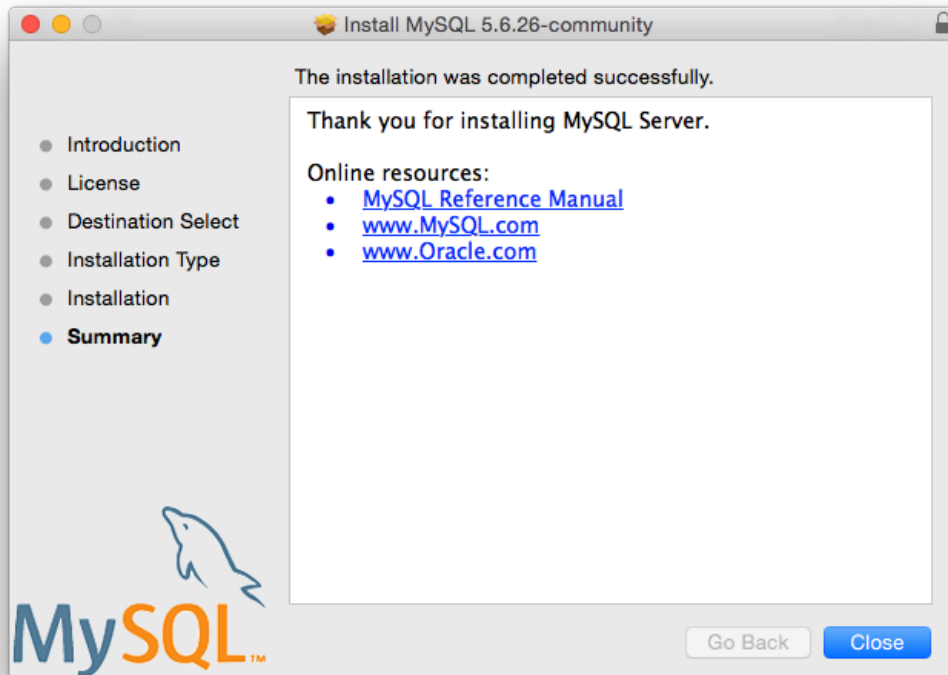 Install MySQL 5.6.26-community
The installation was completed successfully.
Introduction
License
Destination Select
Installation Type
Installation
Summary
Thank you for installing MySQL Server.
Online resources:
• MySQL Reference Manual
• www.MySQL.com
• www.Oracle.com
MySQL™
Go Back
Close